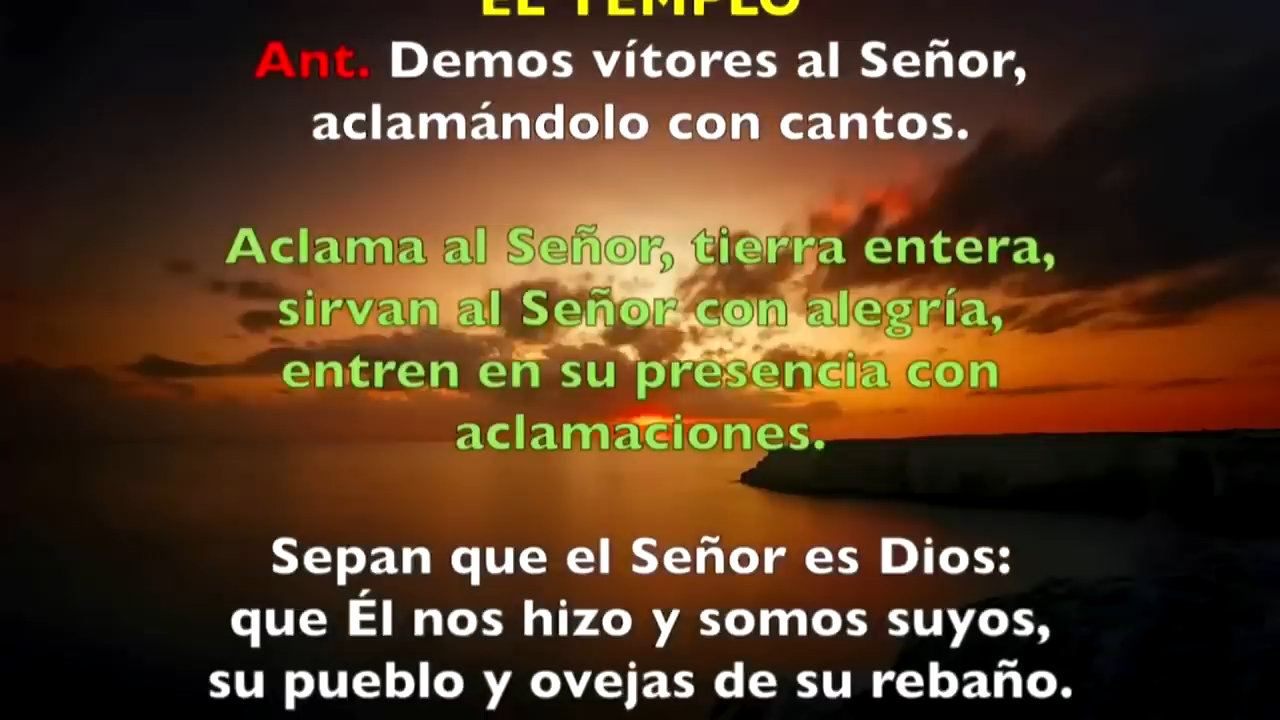 EL TEMPLO
Ant. Demos vítores al Señor,
aclamándolo con cantos.
Aclama al Señor, tierra entera,
sirvan al Señor con alegría,
entren en su presencia con
aclamaciones.
Sepan que el Señor es Dios:
que Él nos hizo y somos suyos,
su pueblo y ovejas de su rebaño.